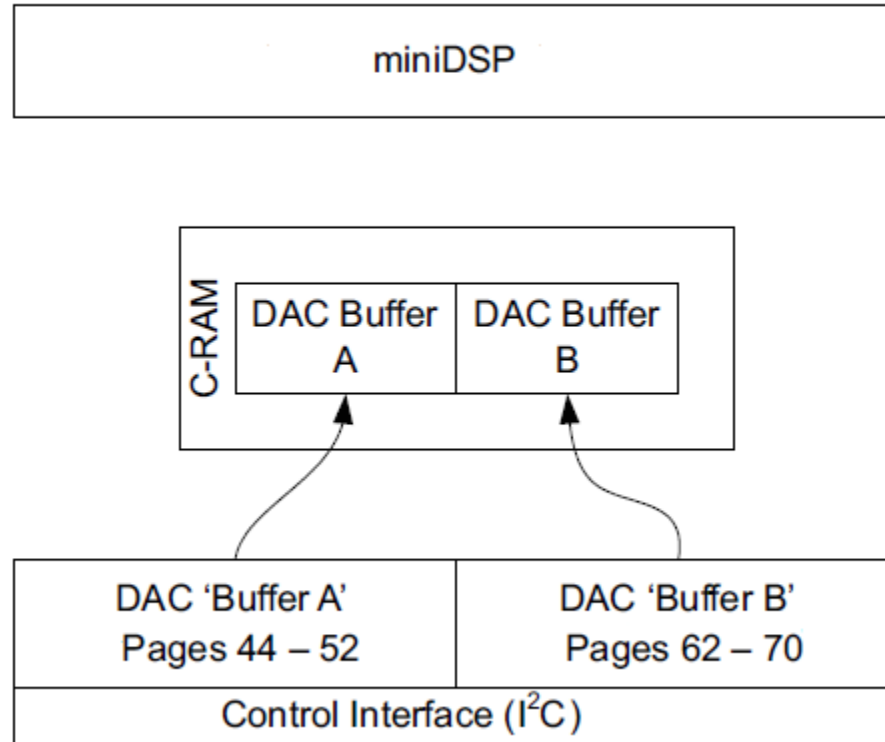 miniDSP
C-RAM
DAC Buffer
A
DAC Buffer
B
DAC ‘Buffer A’
Pages 44 – 52
DAC ‘Buffer B’
Pages 62 – 70
Control Interface (I²C)